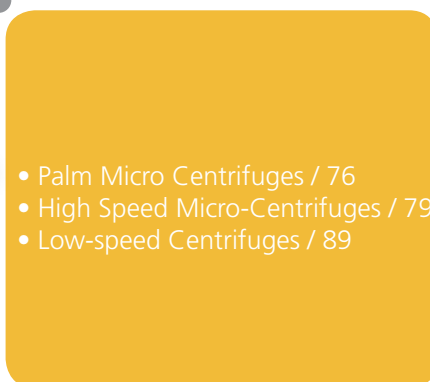 • Palm Micro Centrifuges / 76
• High Speed Micro-Centrifuges / 79
• Low-speed Centrifuges / 89